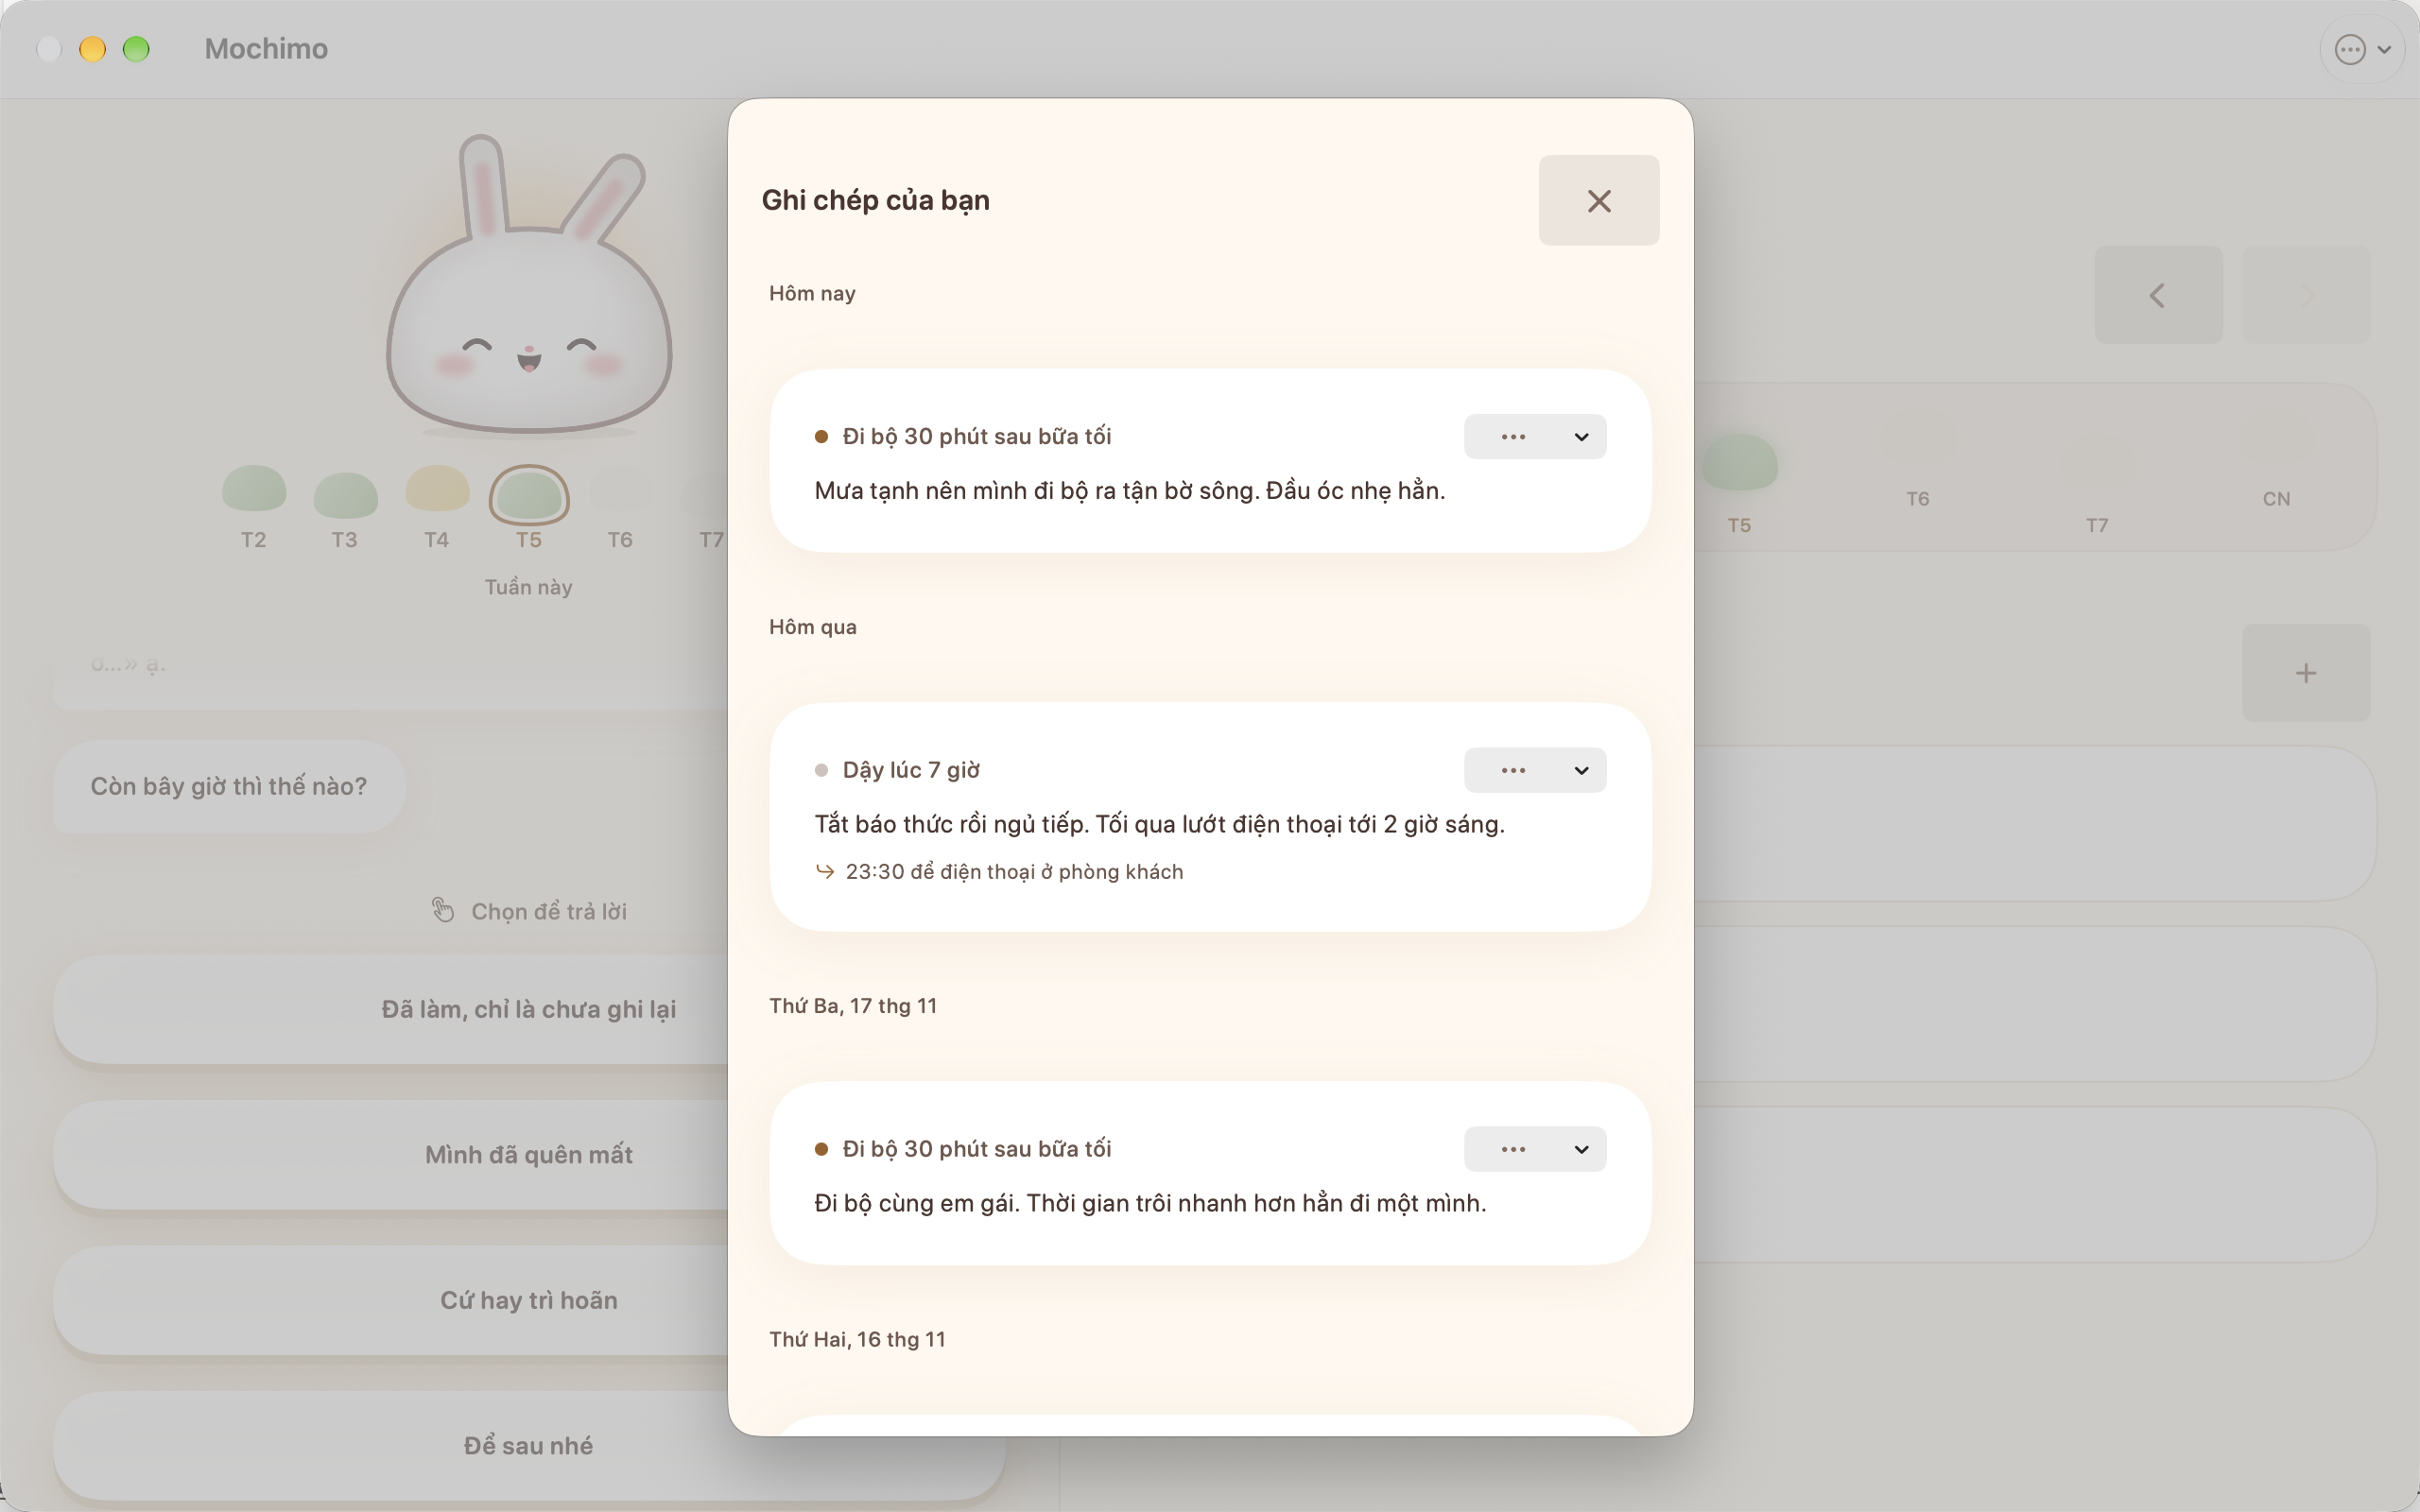 Mochimo
T2 T3 T4 T5 T6 T7
Tuần này
ơ...» ạ.
Còn bây giờ thì thế nào?
Chọn để trả lời
Đã làm, chỉ là chưa ghi lại
Mình đã quên mất
Cứ hay trì hoãn
Để sau nhé
Ghi chép của bạn
Hôm nay
Đi bộ 30 phút sau bữa tối
Mưa tạnh nên mình đi bộ ra tận bờ sông. Đầu óc nhẹ hẳn.
Hôm qua
Dậy lúc 7 giờ
Tắt báo thức rồi ngủ tiếp. Tối qua lướt điện thoại tới 2 giờ sáng.
23:30 để điện thoại ở phòng khách
Thứ Ba, 17 thg 11
Đi bộ 30 phút sau bữa tối
Đi bộ cùng em gái. Thời gian trôi nhanh hơn hẳn đi một mình.
Thứ Hai, 16 thg 11
T5 T6 T7 CN